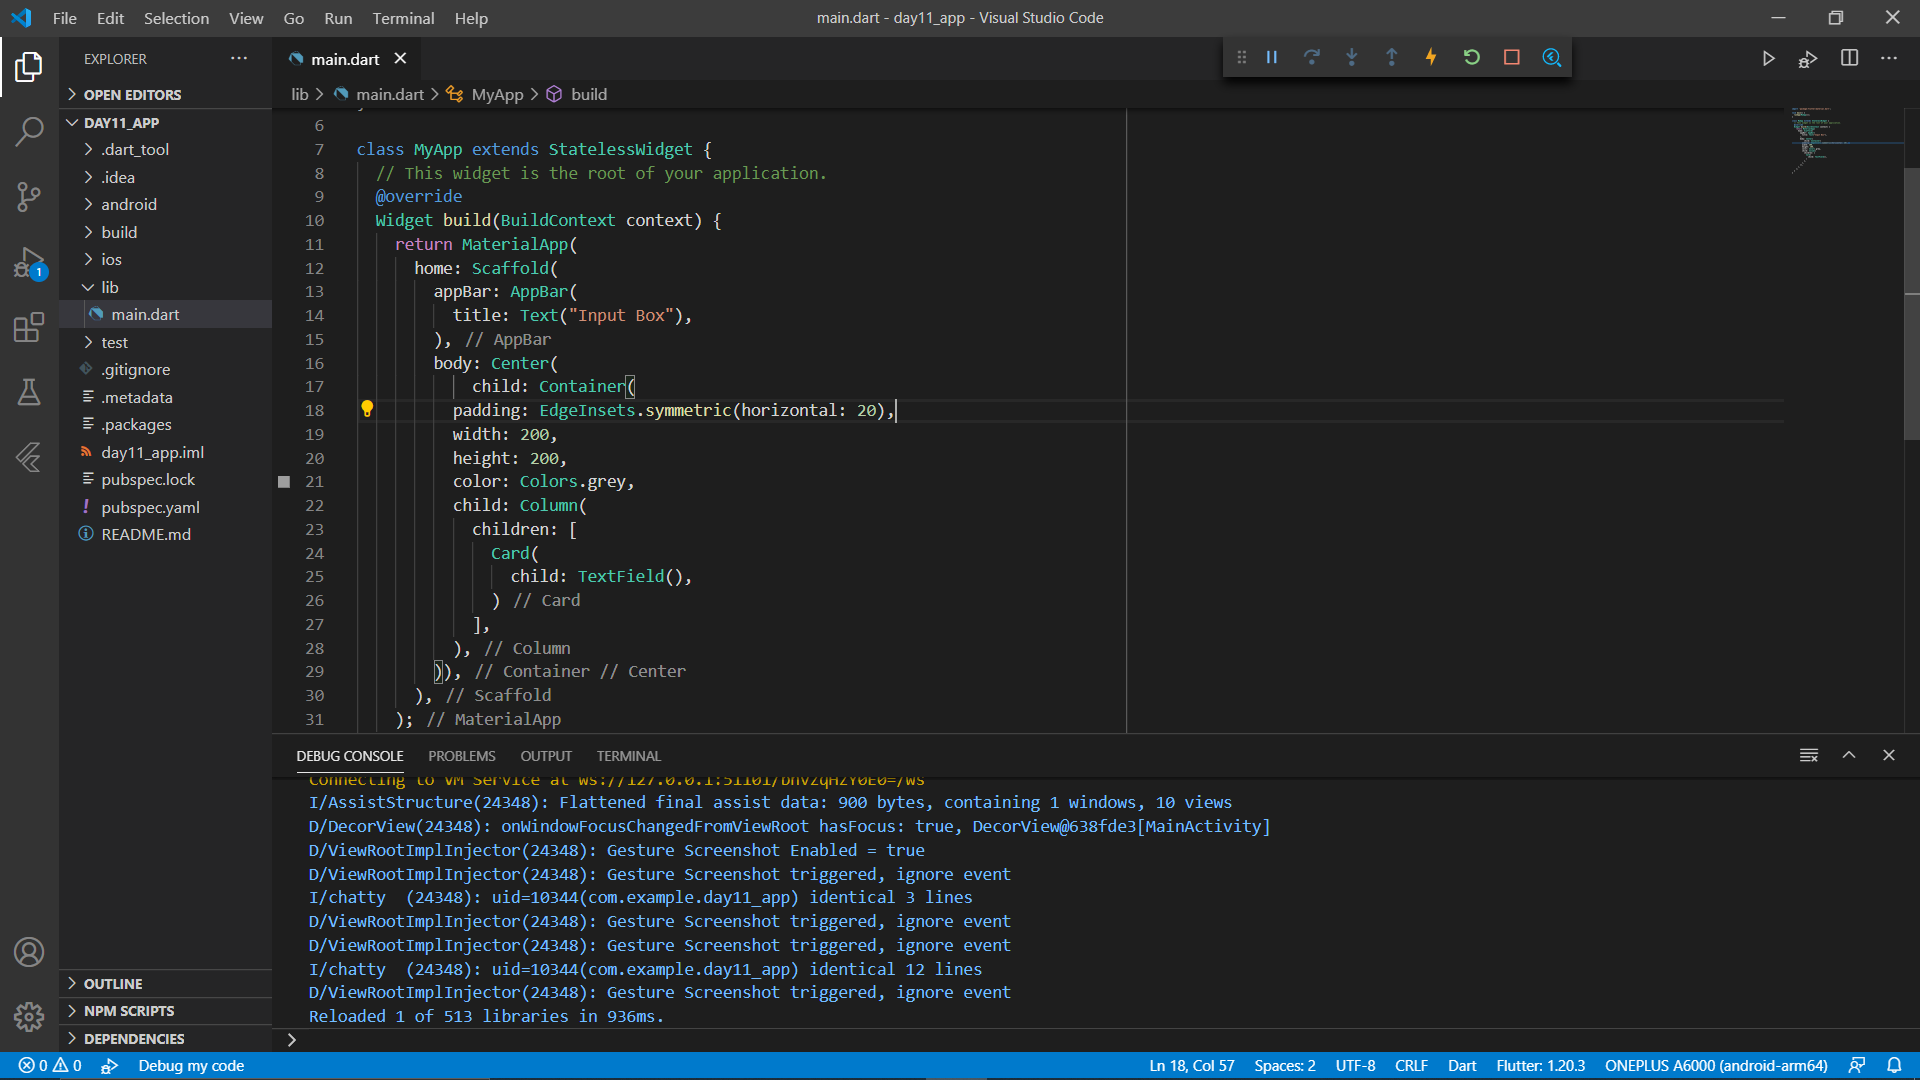 File Edit Selection View Go Run Terminal Help
main.dart - day11_app - Visual Studio Code
EXPLORER
OPEN EDITORS
DAY11_APP
.dart_tool
.idea
android
build
ios
lib
main.dart
test
.gitignore
.metadata
.packages
day11_app.iml
pubspec.lock
pubspec.yaml
README.md
OUTLINE
NPM SCRIPTS
DEPENDENCIES
1
main.dart
lib > main.dart > MyApp > build
6
7 class MyApp extends StatelessWidget {
8 // This widget is the root of your application.
9 @override
10 Widget build(BuildContext context) {
11 return MaterialApp(
12 home: Scaffold(
13 appBar: AppBar(
14 title: Text("Input Box"),
15 ), // AppBar
16 body: Center(
17 child: Container(
18 padding: EdgeInsets.symmetric(horizontal: 20),
19 width: 200,
20 height: 200,
21 color: Colors.grey,
22 child: Column(
23 children: [
24 Card(
25 child: TextField(),
26 ) // Card
27 ],
28 ), // Column
29 )), // Container // Center
30 ), // Scaffold
31 ); // MaterialApp
DEBUG CONSOLE PROBLEMS OUTPUT TERMINAL
Connecting to VM Service at
I/AssistStructure(24348): Flattened final assist data: 900 bytes, containing 1 windows, 10 views
D/DecorView(24348): onWindowFocusChangedFromViewRoot hasFocus: true, DecorView@638fde3[MainActivity]
D/ViewRootImplInjector(24348): Gesture Screenshot Enabled = true
D/ViewRootImplInjector(24348): Gesture Screenshot triggered, ignore event
I/chatty  (24348): uid=10344(com.example.day11_app) identical 3 lines
D/ViewRootImplInjector(24348): Gesture Screenshot triggered, ignore event
D/ViewRootImplInjector(24348): Gesture Screenshot triggered, ignore event
I/chatty  (24348): uid=10344(com.example.day11_app) identical 12 lines
D/ViewRootImplInjector(24348): Gesture Screenshot triggered, ignore event
Reloaded 1 of 513 libraries in 936ms.
0 0 Debug my code
Ln 18, Col 57 Spaces: 2 UTF-8 CRLF Dart Flutter: 1.20.3 ONEPLUS A6000 (android-arm64)